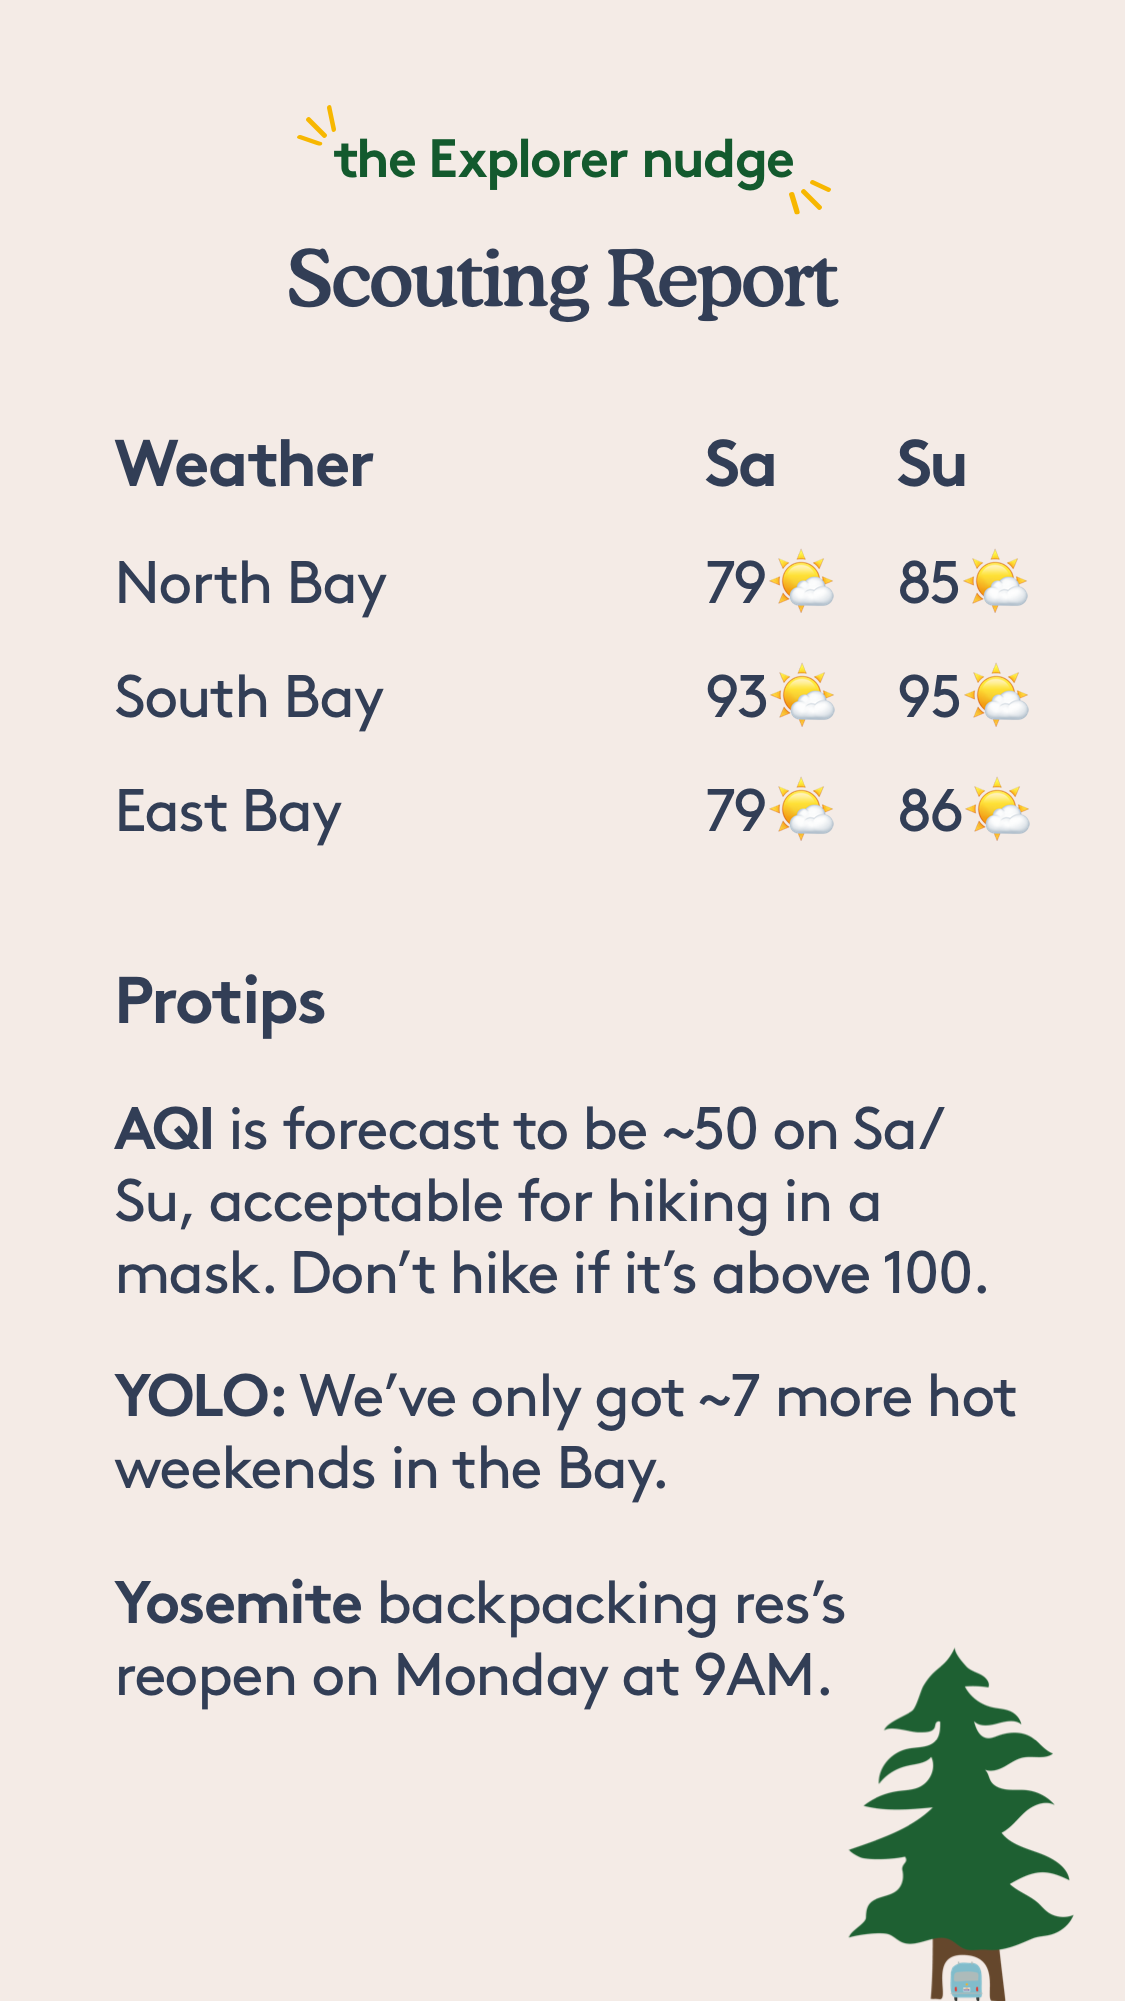 the Explorer nudge
Scouting Report
Weather Sa Su
North Bay 79🌤️ 85🌤️
South Bay 93🌤️ 95🌤️
East Bay 79🌤️ 86🌤️
Protips
AQI is forecast to be ~50 on Sa/
Su, acceptable for hiking in a
mask. Don’t hike if it’s above 100.
YOLO: We’ve only got ~7 more hot
weekends in the Bay.
Yosemite backpacking res’s
reopen on Monday at 9AM.